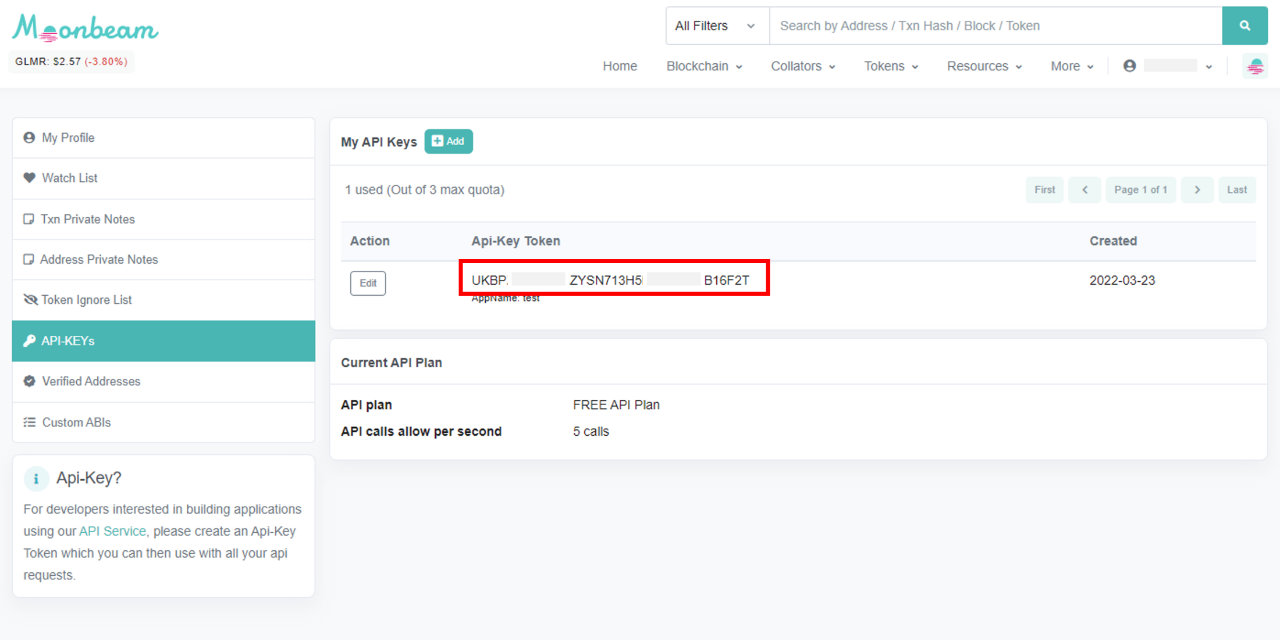 Moonbeam
GLMR: $2.57 (-3.80%)
All Filters
Search by Address / Txn Hash / Block / Token
Home Blockchain Collators Tokens Resources More
My Profile
Watch List
Txn Private Notes
Address Private Notes
Token Ignore List
API-KEYs
Verified Addresses
Custom ABIs
i Api-Key?
For developers interested in building applications
using our API Service, please create an Api-Key
Token which you can then use with all your api
requests.
My API Keys Add
1 used (Out of 3 max quota)
First Page 1 of 1 Last
Action Api-Key Token Created
Edit UKBP. ZYSN713H5 B16F2T 2022-03-23
AppName: test
Current API Plan
API plan FREE API Plan
API calls allow per second 5 calls